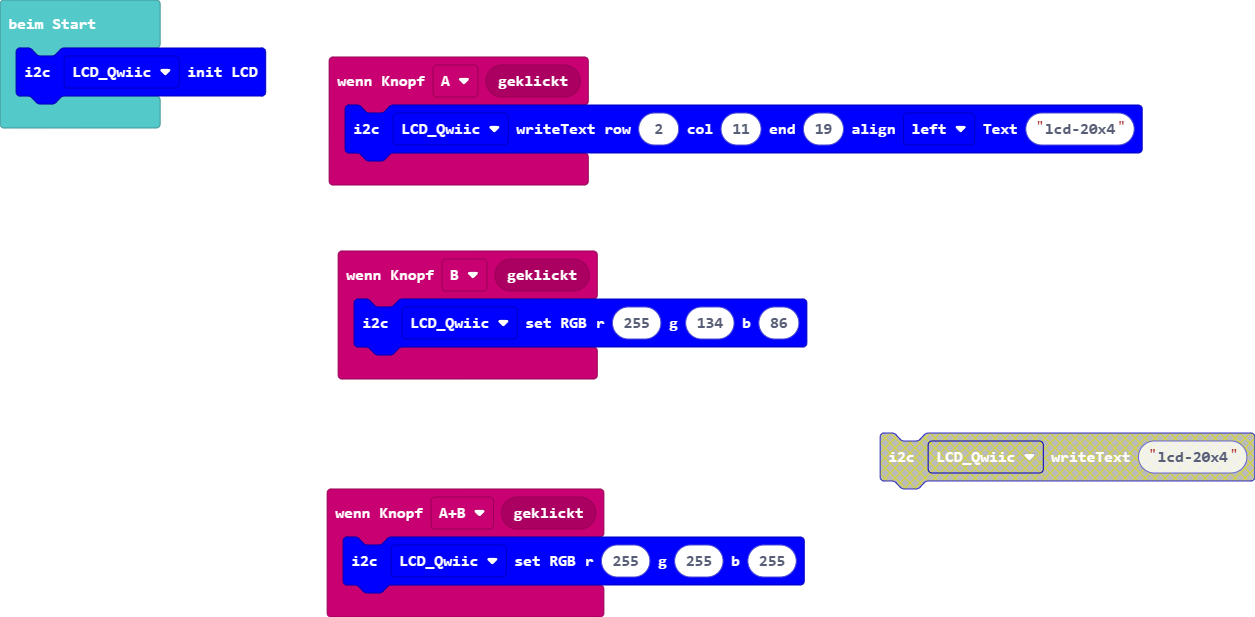 beim Start
i2c LCD_Qwiic init LCD
wenn Knopf A geklickt
i2c LCD_Qwiic writeText row 2 col 11 end 19 align left Text "lcd-20x4"
wenn Knopf B geklickt
i2c LCD_Qwiic set RGB r 255 g 134 b 86
i2c LCD_Qwiic writeText "lcd-20x4"
wenn Knopf A+B geklickt
i2c LCD_Qwiic set RGB r 255 g 255 b 255